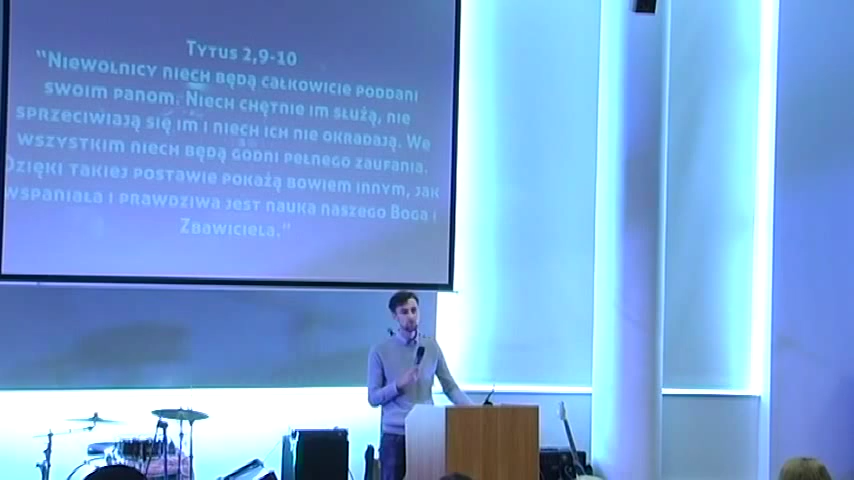 Tytus 2,9-10
"Niewolnicy niech będą całkowicie poddani
swoim panom. Niech chętnie im służą, nie
sprzeciwiają się im i niech ich nie okradają. We
wszystkim niech będą godni pełnego zaufania.
Dzięki takiej postawie pokażą bowiem innym, jak
wspaniała i prawdziwa jest nauka naszego Boga i
Zbawiciela."